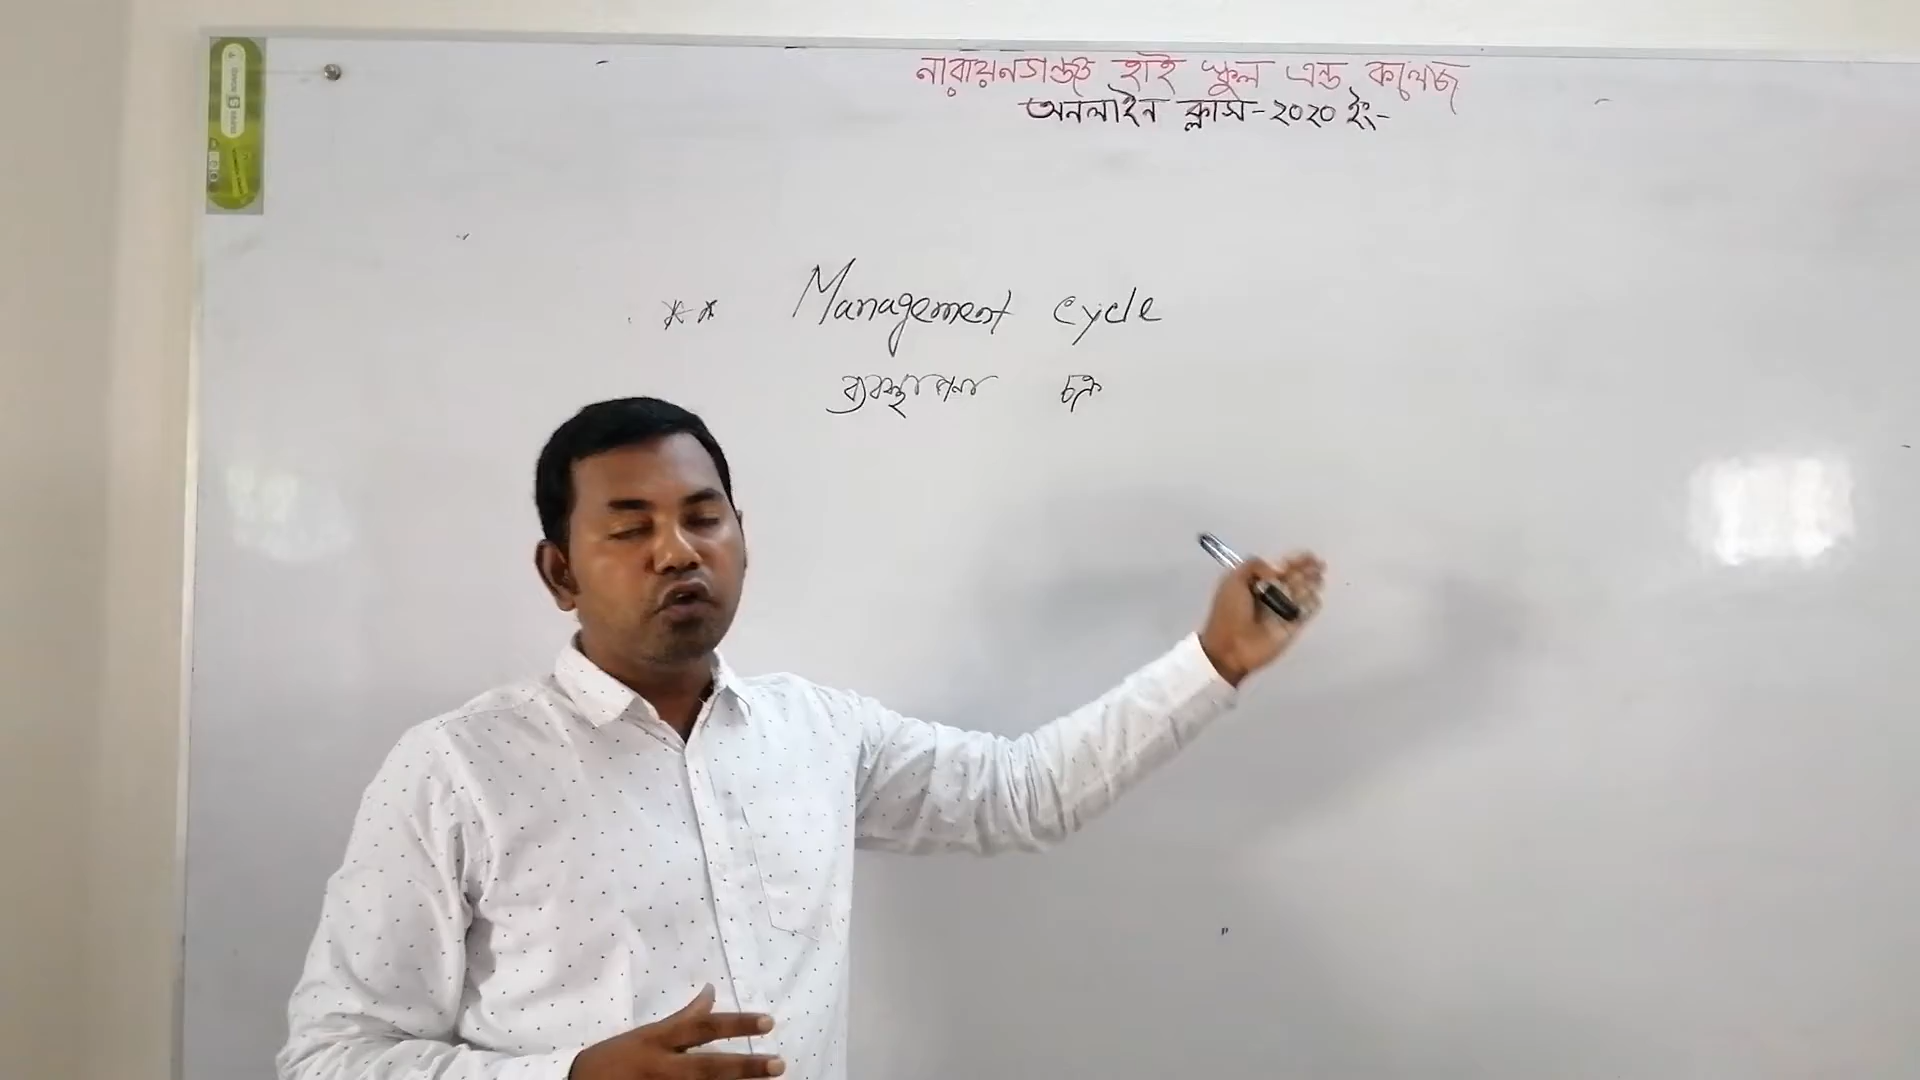 নারায়নগঞ্জ হাই স্কুল এন্ড কলেজ
অনলাইন ক্লাস-২০২০ ইং-
** Management cycle
ব্যবস্থাপনা চক্র